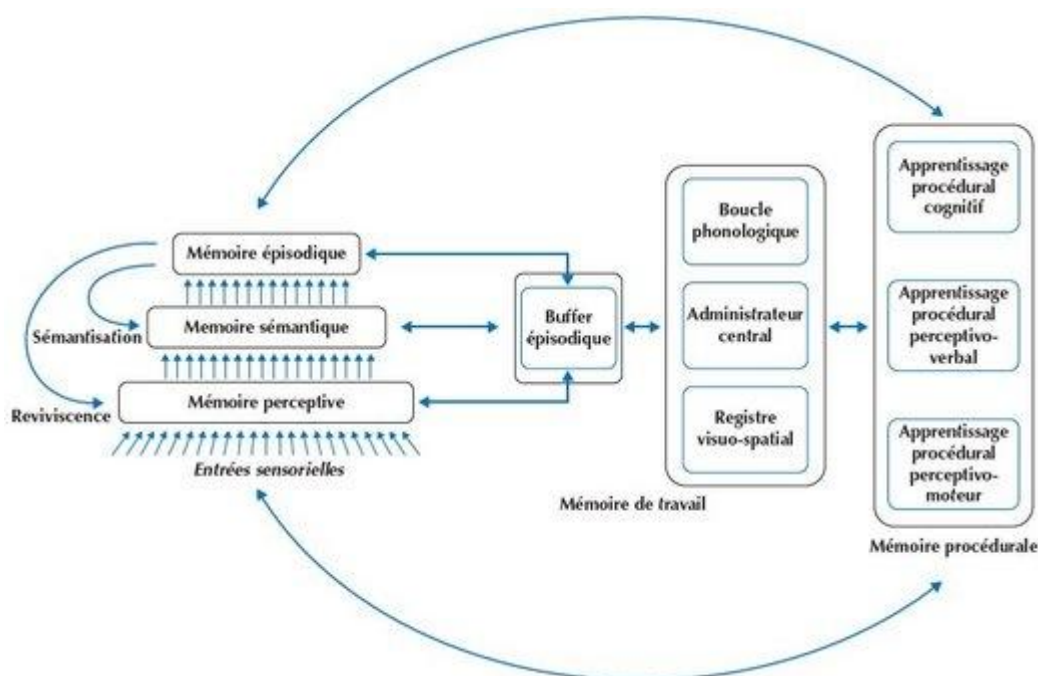 Mémoire épisodique
Memoire sémantique
Sémantisation
Mémoire perceptive
Reviviscence
Entrées sensorielles
Buffer
épisodique
Boucle
phonologique
Administrateur
central
Registre
visuo-spatial
Mémoire de travail
Apprentissage
procédural
cognitif
Apprentissage
procédural
perceptivo-
verbal
Apprentissage
procédural
perceptivo-
moteur
Mémoire procédurale